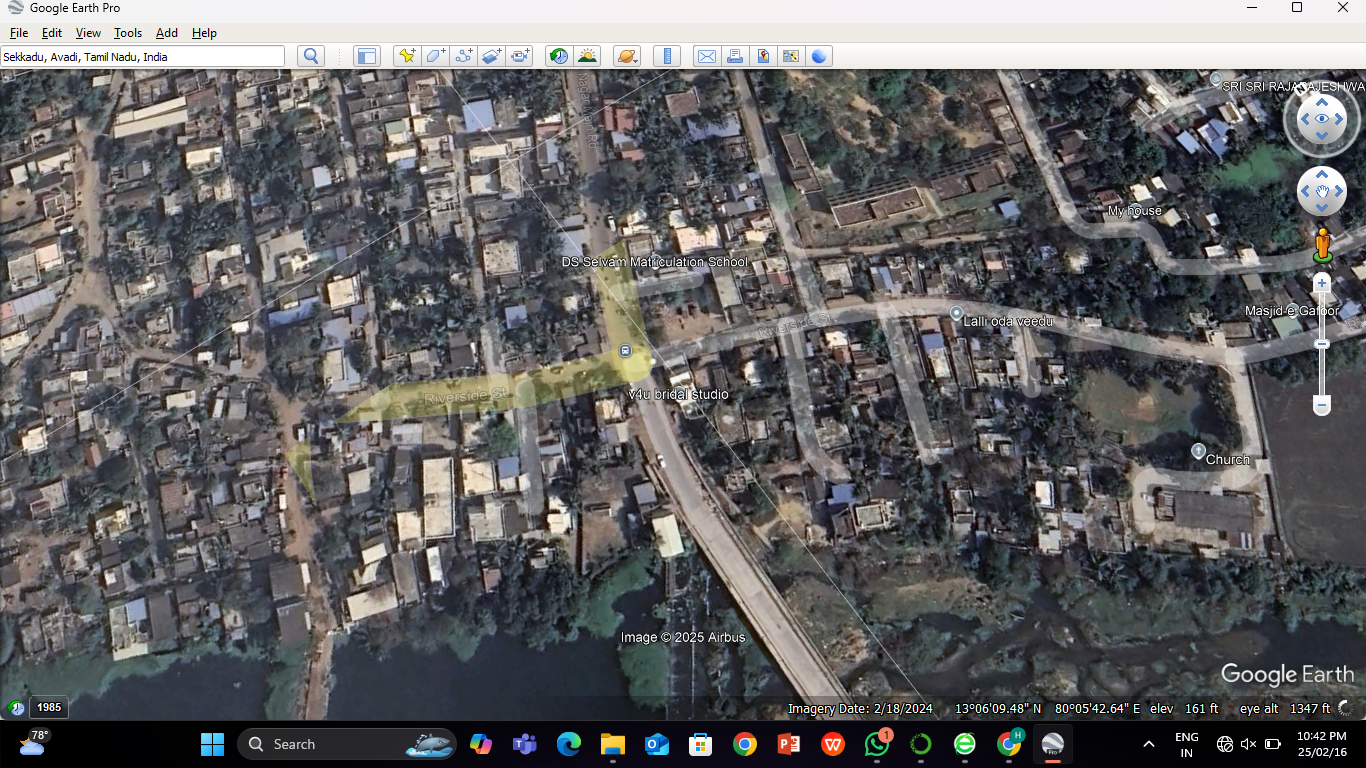 Google Earth Pro
File Edit View Tools Add Help
Sekkadu, Avadi, Tamil Nadu, India
SRI SRI RAJARAJESHWA
My house
DS Selvam Matriculation School
Masjid e Gafoor
Lalli oda veedu
Riverside St
Riverside St
v4u bridal studio
Church
Image © 2025 Airbus
Google Earth
1985
Imagery Date: 2/18/2024 13°06'09.48" N 80°05'42.64" E elev 161 ft eye alt 1347 ft
78°
Search
1
H
Pro
ENG
IN
10:42 PM
25/02/16